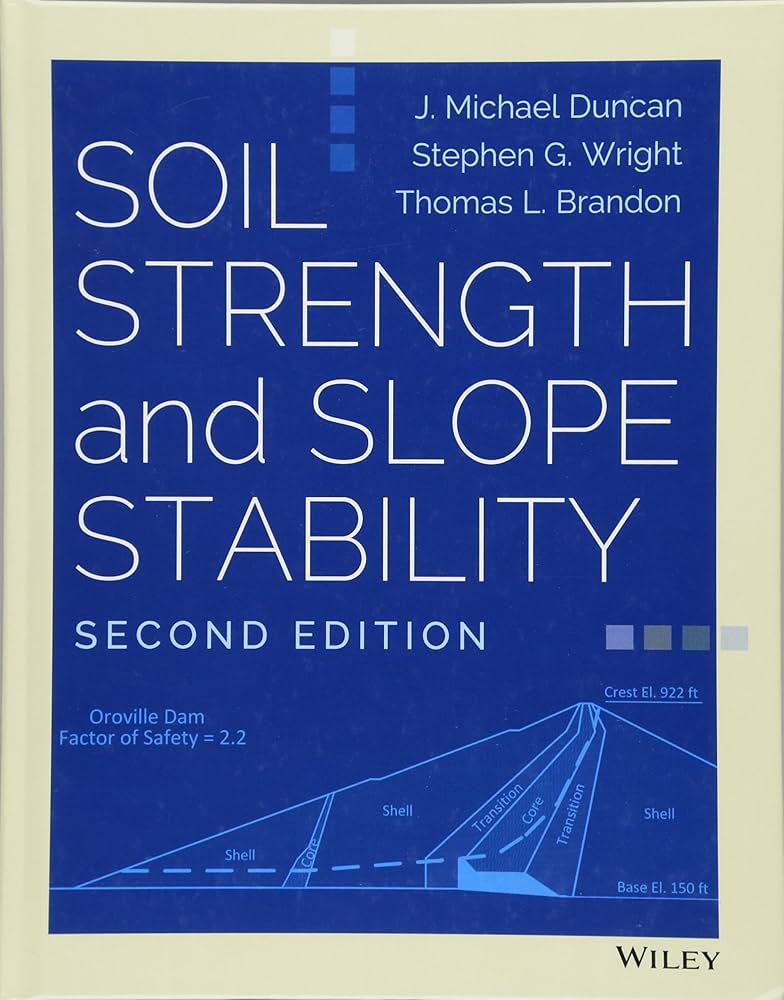 J. Michael Duncan
Stephen G. Wright
Thomas L. Brandon
SOIL
STRENGTH
and SLOPE
STABILITY
SECOND EDITION
Crest El. 922 ft
Oroville Dam
Factor of Safety = 2.2
Shell
Transition
Core
Transition
Shell
Shell
Core
Base El. 150 ft
WILEY